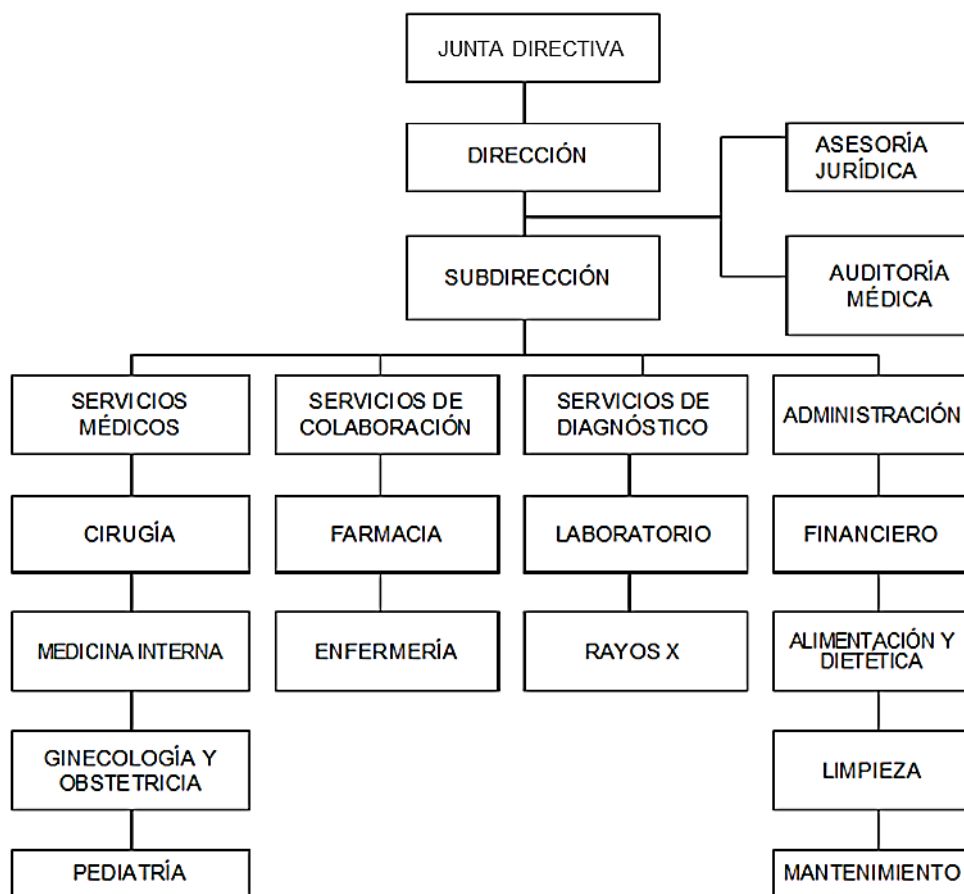 JUNTA DIRECTIVA
DIRECCIÓN
ASESORÍA
JURÍDICA
SUBDIRECCIÓN
AUDITORÍA
MÉDICA
SERVICIOS
MÉDICOS
SERVICIOS DE
COLABORACIÓN
SERVICIOS DE
DIAGNÓSTICO
ADMINISTRACIÓN
CIRUGÍA
FARMACIA
LABORATORIO
FINANCIERO
MEDICINA INTERNA
ENFERMERÍA
RAYOS X
ALIMENTACIÓN Y
DIETÉTICA
GINECOLOGÍA Y
OBSTETRICIA
LIMPIEZA
PEDIATRÍA
MANTENIMIENTO